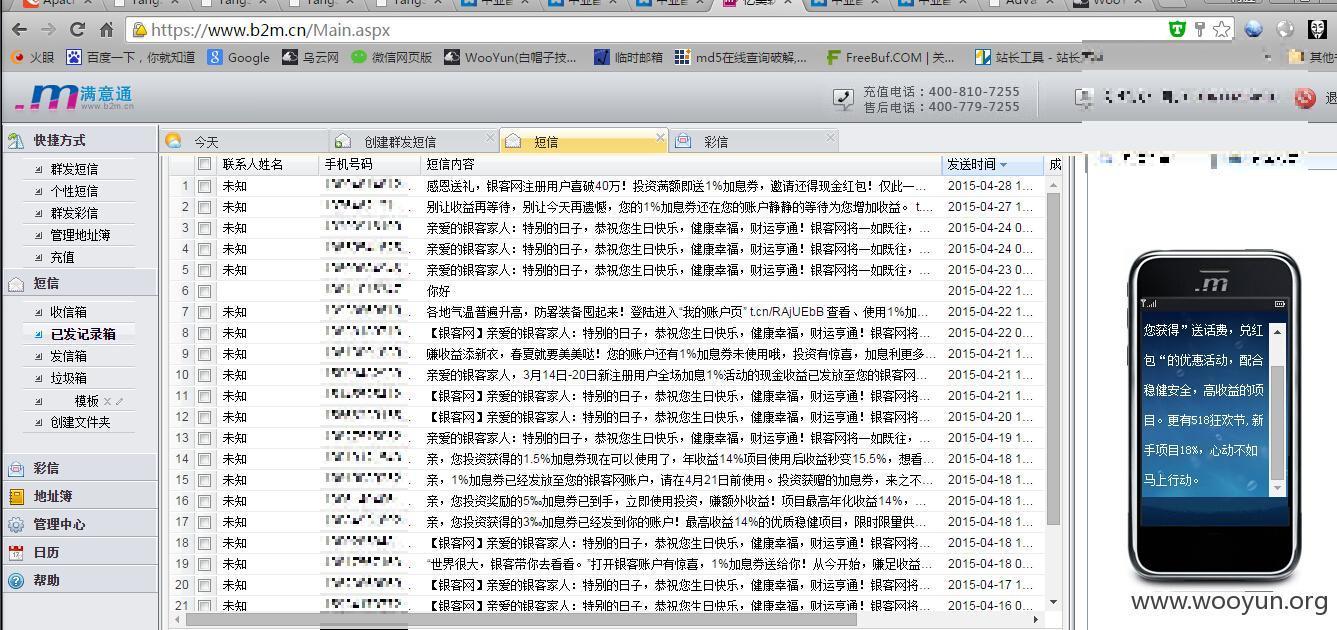 https://www.b2m.cn/Main.aspx
火眼 百度一下，你就知道 Google 乌云网 微信网页版 WooYun(白帽子技... 临时邮箱 md5在线查询破解,... FreeBuf.COM | 关... 站长工具 - 站长 其他
.m 满意通 www.b2m.cn
充值电话：400-810-7255
售后电话：400-779-7255
退
快捷方式
群发短信
个性短信
群发彩信
管理地址簿
充值
短信
收信箱
已发记录箱
发信箱
垃圾箱
模板
创建文件夹
彩信
地址簿
管理中心
日历
帮助
今天 创建群发短信 短信 彩信
联系人姓名 手机号码 短信内容 发送时间 成
1 未知 感恩送礼，银客网注册用户喜破40万！投资满额即送1%加息券，邀请还得现金红包！仅此一... 2015-04-28 1...
2 未知 别让收益再等待，别让今天再遗憾，您的1%加息券还在您的账户静静的等待为您增加收益。 t.... 2015-04-27 1...
3 未知 亲爱的银客家人：特别的日子，恭祝您生日快乐，健康幸福，财运亨通！银客网将一如既往，... 2015-04-24 0...
4 未知 亲爱的银客家人：特别的日子，恭祝您生日快乐，健康幸福，财运亨通！银客网将一如既往，... 2015-04-24 0...
5 未知 亲爱的银客家人：特别的日子，恭祝您生日快乐，健康幸福，财运亨通！银客网将一如既往，... 2015-04-23 0...
6 你好 2015-04-22 1...
7 未知 各地气温普遍升高，防署装备囤起来！登陆进入“我的账户页” t.cn/RAjUEbB 查看、使用1%加... 2015-04-22 1...
8 未知 【银客网】亲爱的银客家人：特别的日子，恭祝您生日快乐，健康幸福，财运亨通！银客网将... 2015-04-22 0...
9 未知 赚收益添新衣，春夏就要美美哒！您的账户还有1%加息券未使用哦，投资有惊喜，加息利更多... 2015-04-21 1...
10 未知 亲爱的银客家人，3月14日-20日新注册用户全场加息1%活动的现金收益已发放至您的银客网... 2015-04-21 1...
11 未知 【银客网】亲爱的银客家人：特别的日子，恭祝您生日快乐，健康幸福，财运亨通！银客网将... 2015-04-21 1...
12 未知 【银客网】亲爱的银客家人：特别的日子，恭祝您生日快乐，健康幸福，财运亨通！银客网将... 2015-04-20 1...
13 未知 亲爱的银客家人：特别的日子，恭祝您生日快乐，健康幸福，财运亨通！银客网将一如既往，... 2015-04-19 1...
14 未知 亲，您投资获得的1.5%加息券现在可以使用了，年收益14%项目使用后收益秒变15.5%，想看... 2015-04-18 1...
15 未知 亲，1%加息券已经发放至您的银客网账户，请在4月21日前使用。投资获赠的加息券，来之不... 2015-04-18 1...
16 未知 亲，您投资奖励的5‰加息券已到手，立即使用投资，赚额外收益！项目最高年化收益14%，... 2015-04-18 1...
17 未知 亲，您投资获得的3‰加息券已经发到你的账户！最高收益14%的优质稳健项目，限时限量供... 2015-04-18 1...
18 未知 【银客网】亲爱的银客家人：特别的日子，恭祝您生日快乐，健康幸福，财运亨通！银客网将... 2015-04-18 1...
19 未知 “世界很大，银客带你去看看。”打开银客账户有惊喜，1%加息券送给你！从今开始，赚足收益... 2015-04-18 0...
20 未知 【银客网】亲爱的银客家人：特别的日子，恭祝您生日快乐，健康幸福，财运亨通！银客网将... 2015-04-17 1...
21 未知 【银客网】亲爱的银客家人：特别的日子，恭祝您生日快乐，健康幸福，财运亨通！银客网将... 2015-04-16 0...
.m
您获得”送话费，兑红
包“的优惠活动，配合
稳健安全，高收益的项
目。更有518狂欢节,新
手项目18%，心动不如
马上行动。
www.wooyun.org